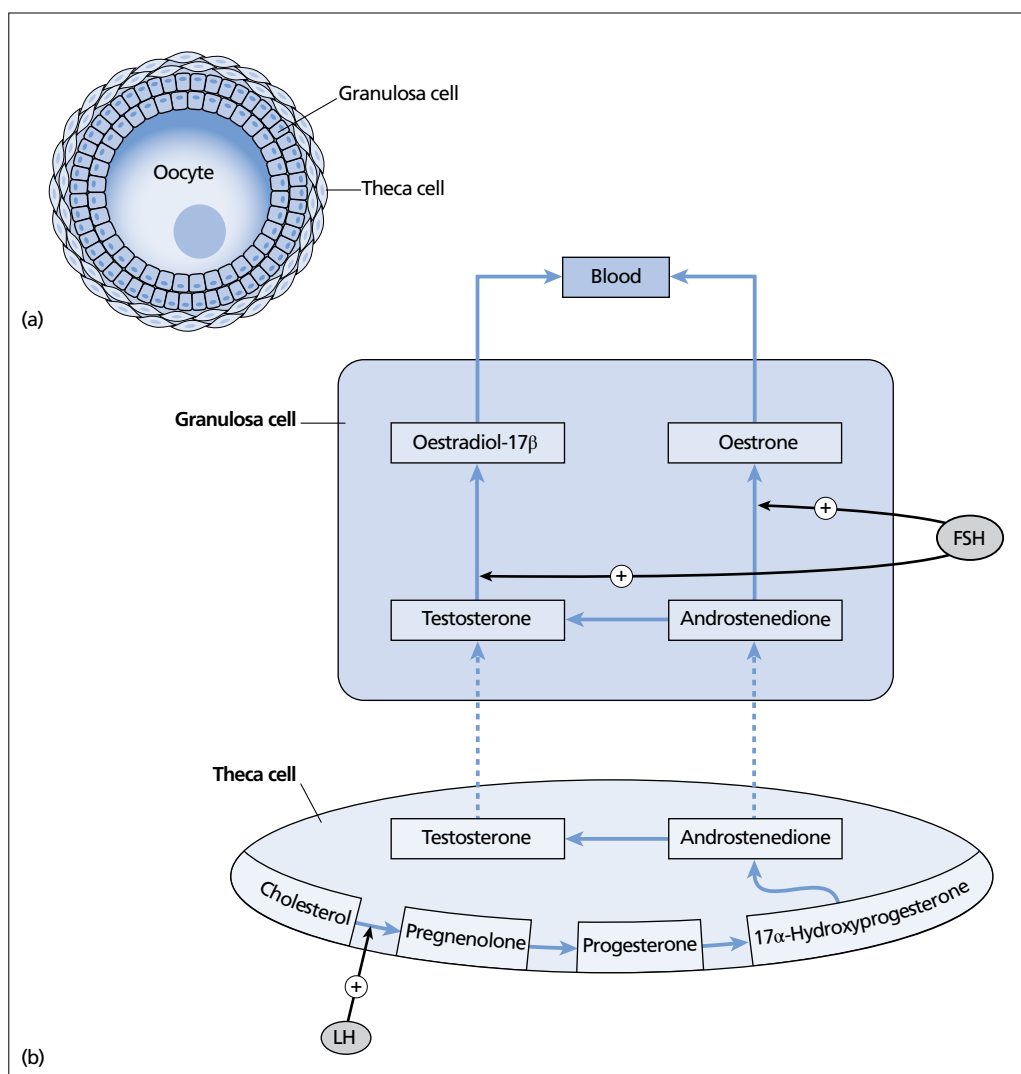 Granulosa cell
Oocyte
Theca cell
(a)
Blood
Granulosa cell
Oestradiol-17β
Oestrone
+
FSH
+
Testosterone
Androstenedione
Theca cell
Testosterone
Androstenedione
Cholesterol
Pregnenolone
Progesterone
17α-Hydroxyprogesterone
+
LH
(b)